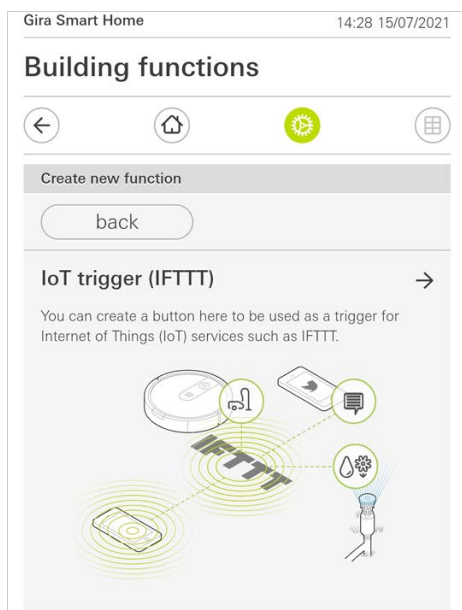 Gira Smart Home 14:28 15/07/2021
Building functions
Create new function
back
IoT trigger (IFTTT)
You can create a button here to be used as a trigger for
Internet of Things (IoT) services such as IFTTT.
IFTTT